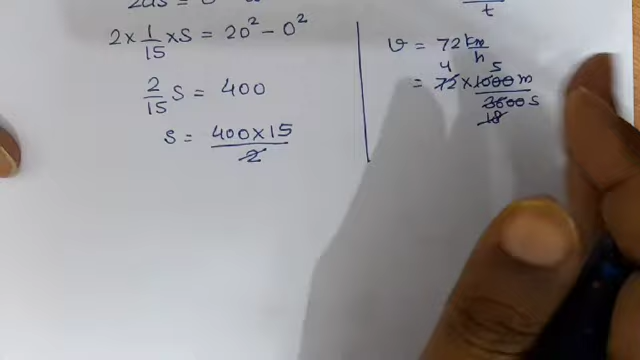 2 × 1/15 × S = 20² - 0²
2/15 S = 400
S = 400 × 15 / 2
t
v = 72 km/h
4 5
= 72 × 1000 m / 3600 s
18